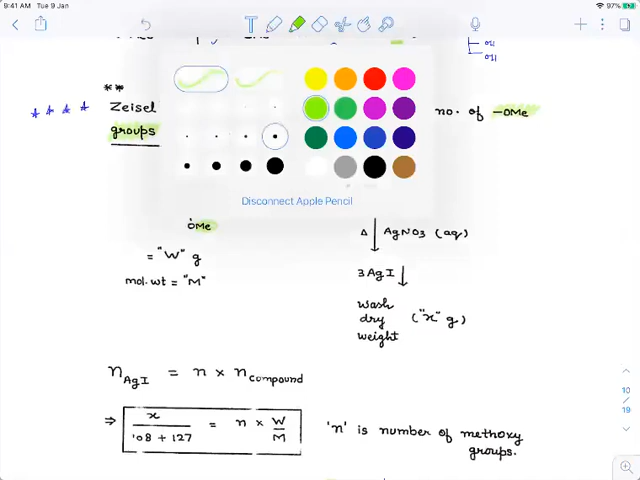 9:41 AM Tue 9 Jan
97%
**
**** Zeisel no. of -OMe
groups
Disconnect Apple Pencil
OMe
Δ AgNO3 (aq)
= "W" g
3AgI
mol. wt = "M"
wash
dry ("x" g)
weight
nAgI = n × ncompound
10
/
19
⇒ x / 108 + 127 = n × W / M 'n' is number of methoxy
groups.